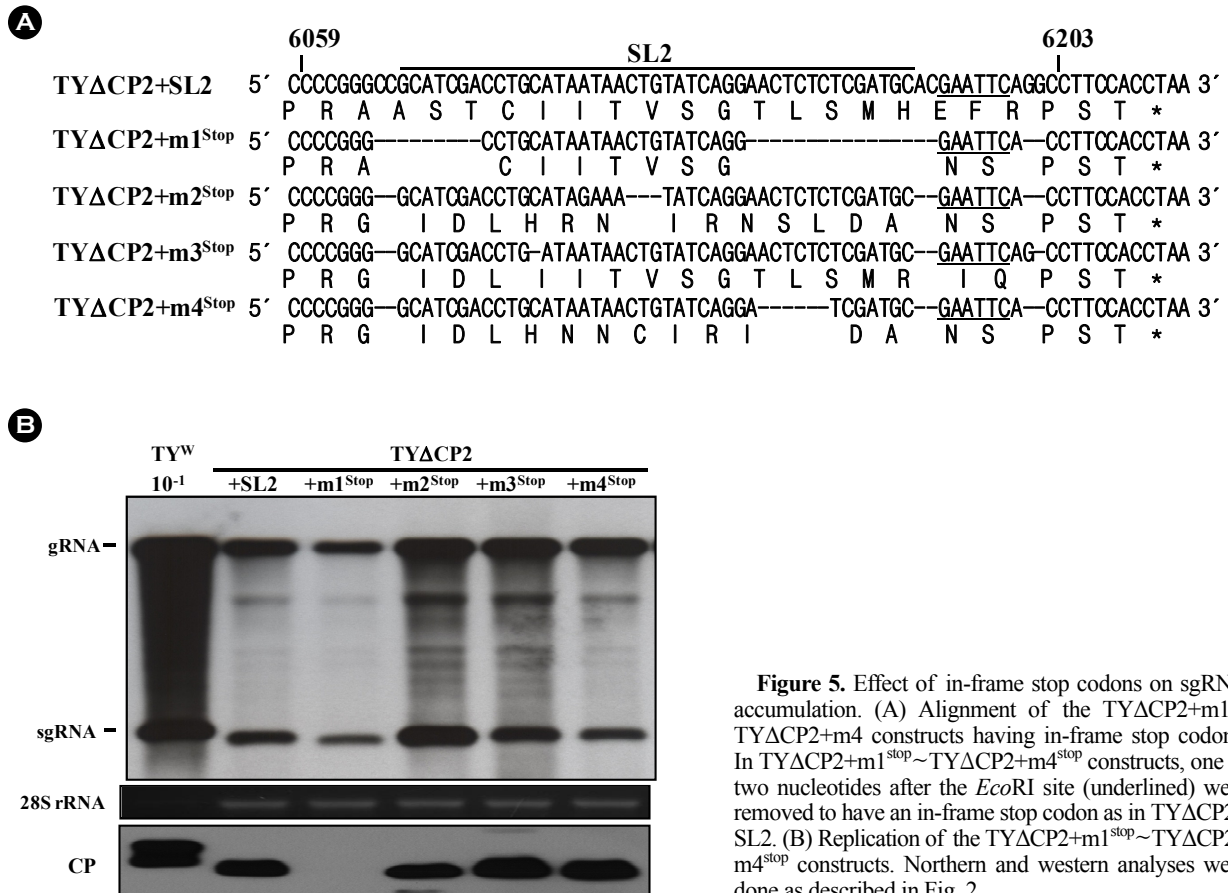 A
6059 6203
SL2
TYΔCP2+SL2 5´ CCCCGGGCCGCATCGACCTGCATAATAACTGTATCAGGAACTCTCTCGATGCACGAATTCAGGCCTTCCACCTAA 3´
P R A A S T C I I T V S G T L S M H E F R P S T *
TYΔCP2+m1Stop 5´ CCCCGGG---------CCTGCATAATAACTGTATCAGG----------------GAATTCA--CCTTCCACCTAA 3´
P R A C I I T V S G N S P S T *
TYΔCP2+m2Stop 5´ CCCCGGG--GCATCGACCTGCATAGAAA---TATCAGGAACTCTCTCGATGC--GAATTCA--CCTTCCACCTAA 3´
P R G I D L H R N I R N S L D A N S P S T *
TYΔCP2+m3Stop 5´ CCCCGGG--GCATCGACCTG-ATAATAACTGTATCAGGAACTCTCTCGATGC--GAATTCAG-CCTTCCACCTAA 3´
P R G I D L I I T V S G T L S M R I Q P S T *
TYΔCP2+m4Stop 5´ CCCCGGG--GCATCGACCTGCATAATAACTGTATCAGGA------TCGATGC--GAATTCA--CCTTCCACCTAA 3´
P R G I D L H N N C I R I D A N S P S T *
B
TYW TYΔCP2
10-1 +SL2 +m1Stop +m2Stop +m3Stop +m4Stop
gRNA
sgRNA
28S rRNA
CP
Figure 5. Effect of in-frame stop codons on sgRN
accumulation. (A) Alignment of the TYΔCP2+m1
TYΔCP2+m4 constructs having in-frame stop codon
In TYΔCP2+m1stop~TYΔCP2+m4stop constructs, one
two nucleotides after the EcoRI site (underlined) we
removed to have an in-frame stop codon as in TYΔCP2
SL2. (B) Replication of the TYΔCP2+m1stop~TYΔCP2
m4stop constructs. Northern and western analyses we
done as described in Fig. 2